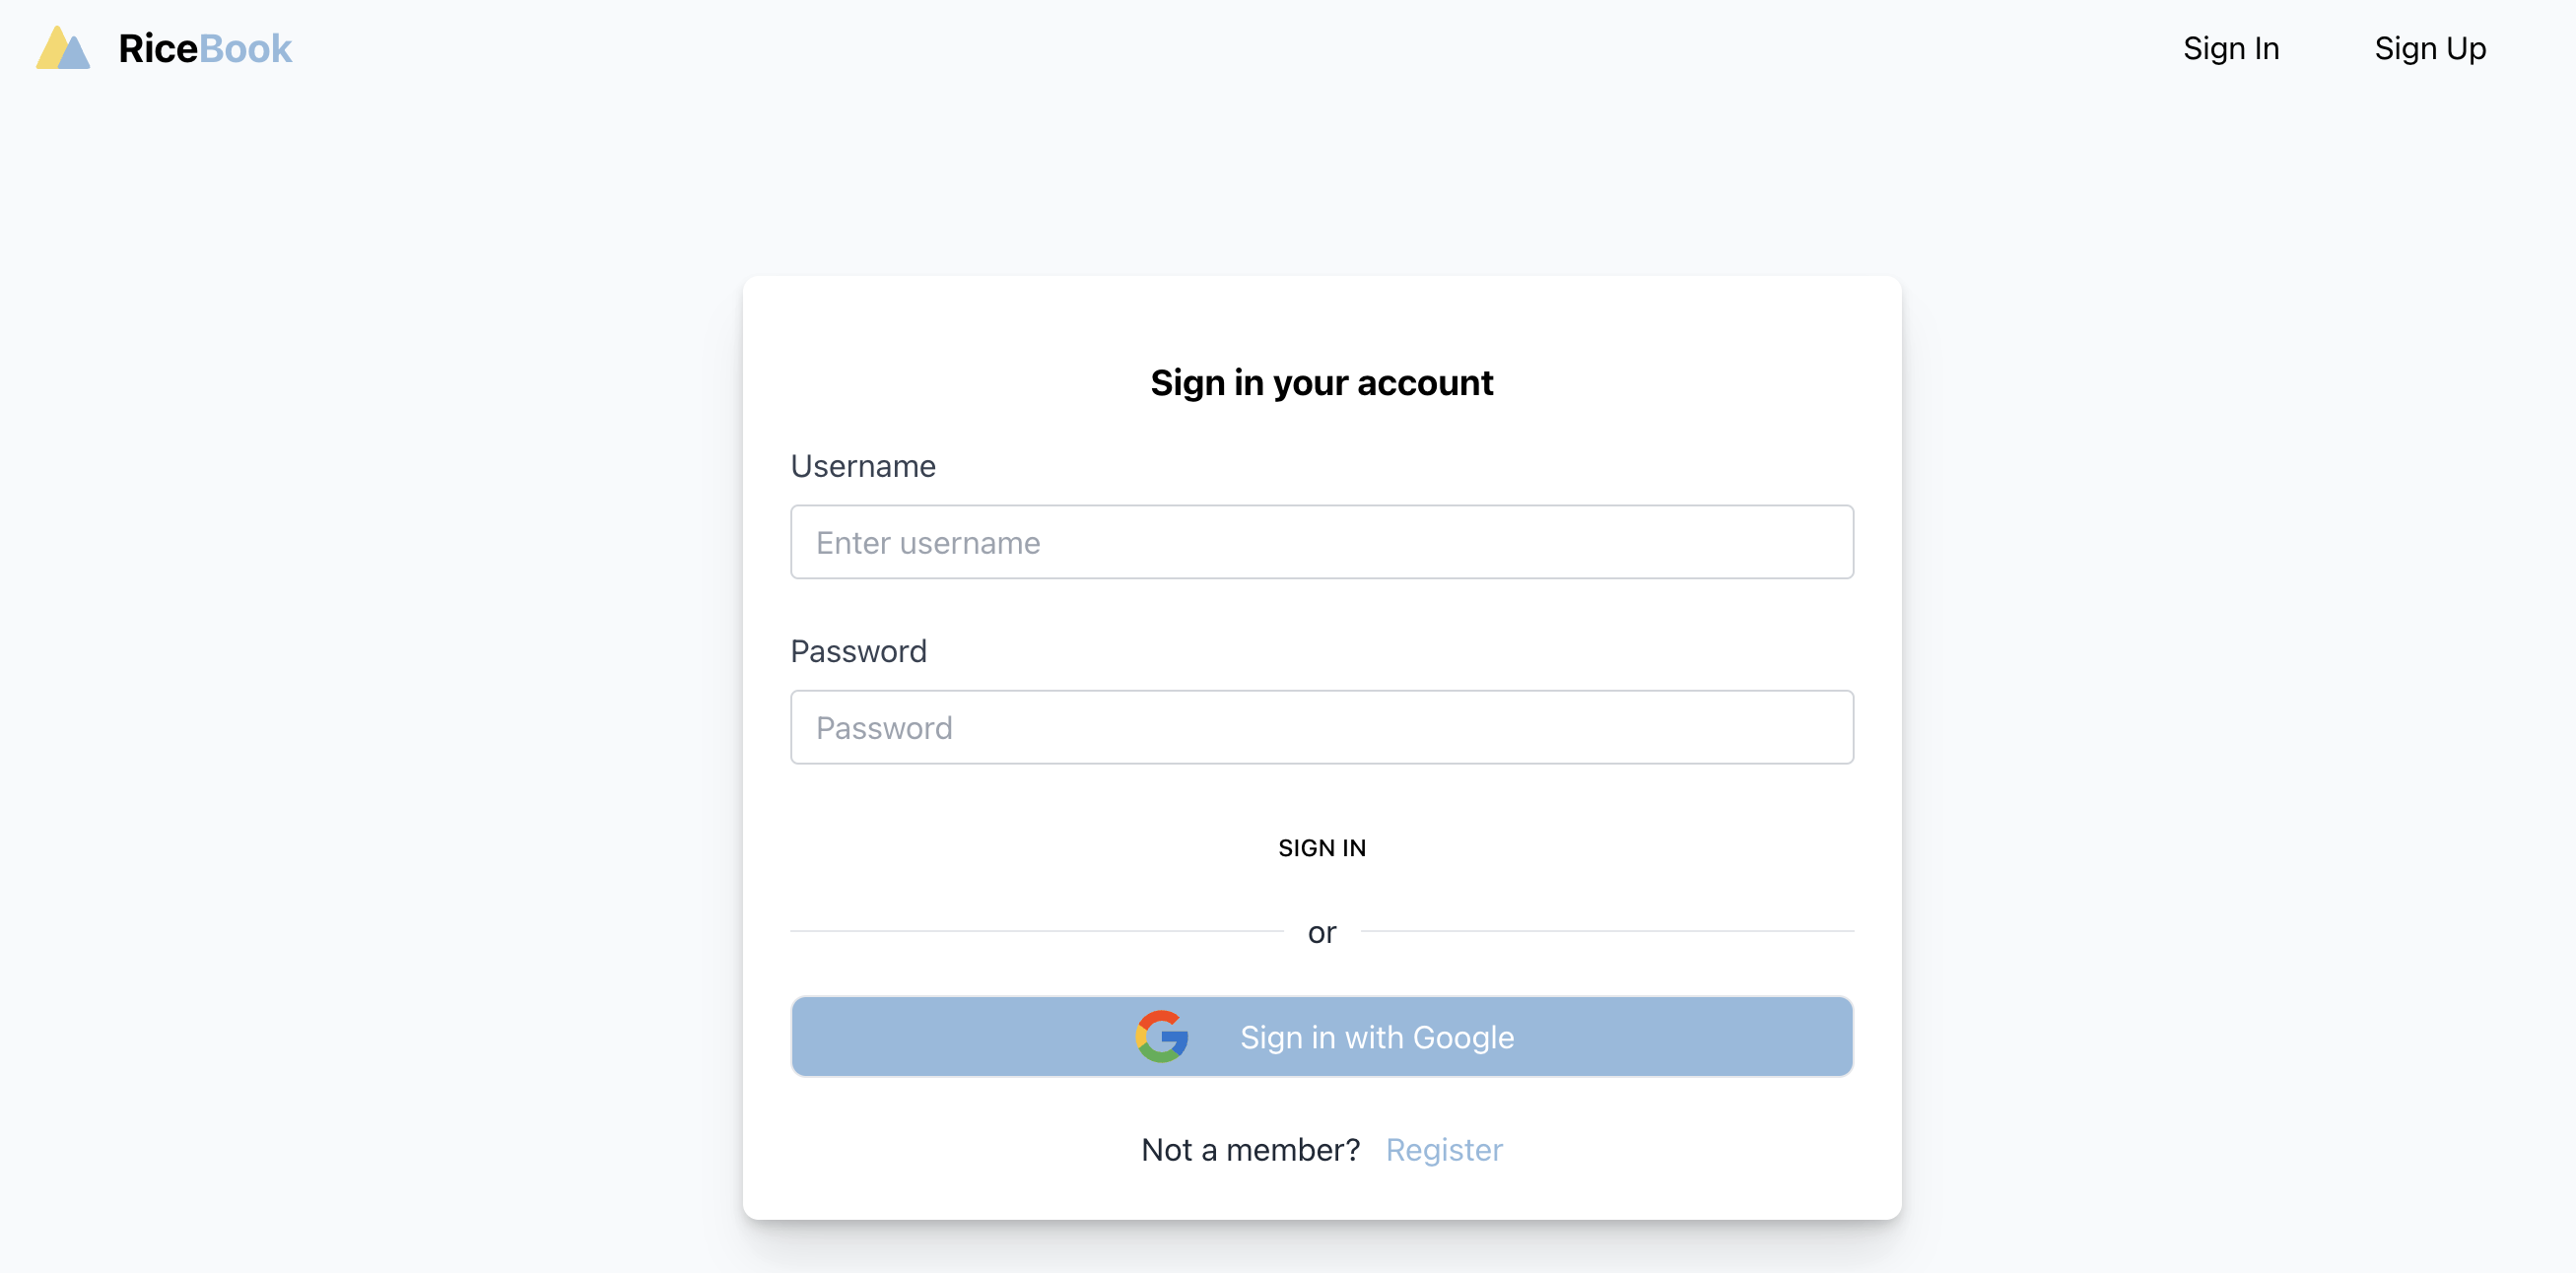 RiceBook
Sign In
Sign Up
Sign in your account
Username
Enter username
Password
Password
SIGN IN
or
Sign in with Google
Not a member? Register